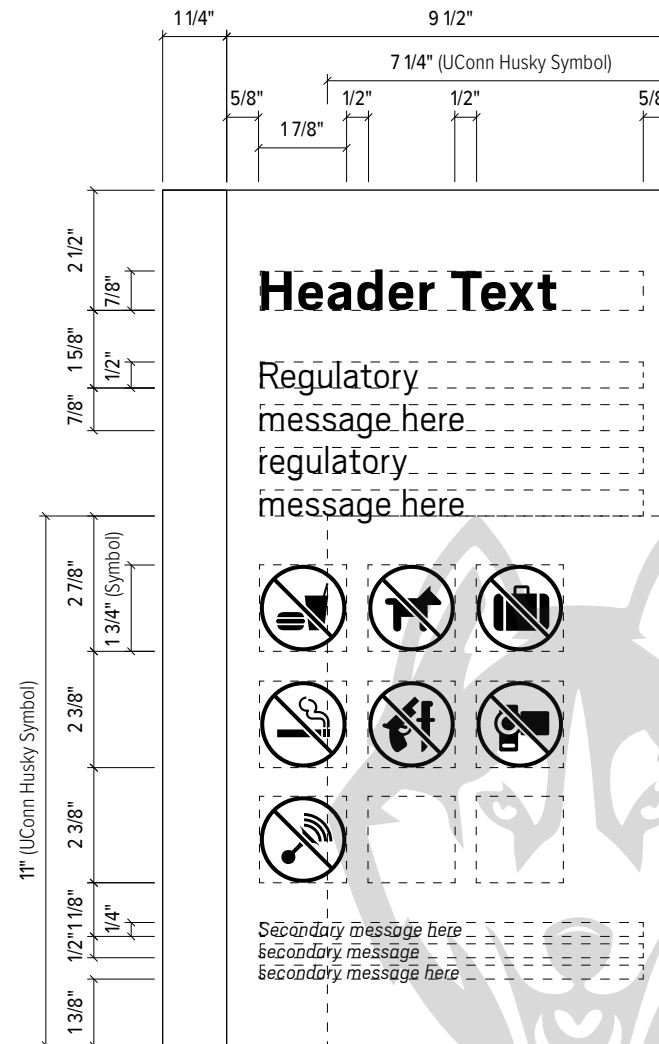 1 1/4"
9 1/2"
7 1/4" (UConn Husky Symbol)
5/8"
1/2"
1/2"
5/8
1 7/8"
2 1/2"
7/8"
Header Text
1 5/8"
1/2"
Regulatory
7/8"
message here
regulatory
message here
2 7/8"
1 3/4" (Symbol)
2 3/8"
11" (UConn Husky Symbol)
2 3/8"
1 1/8"
1/4"
Secondary message here
1/2"
secondary message
secondary message here
1 3/8"